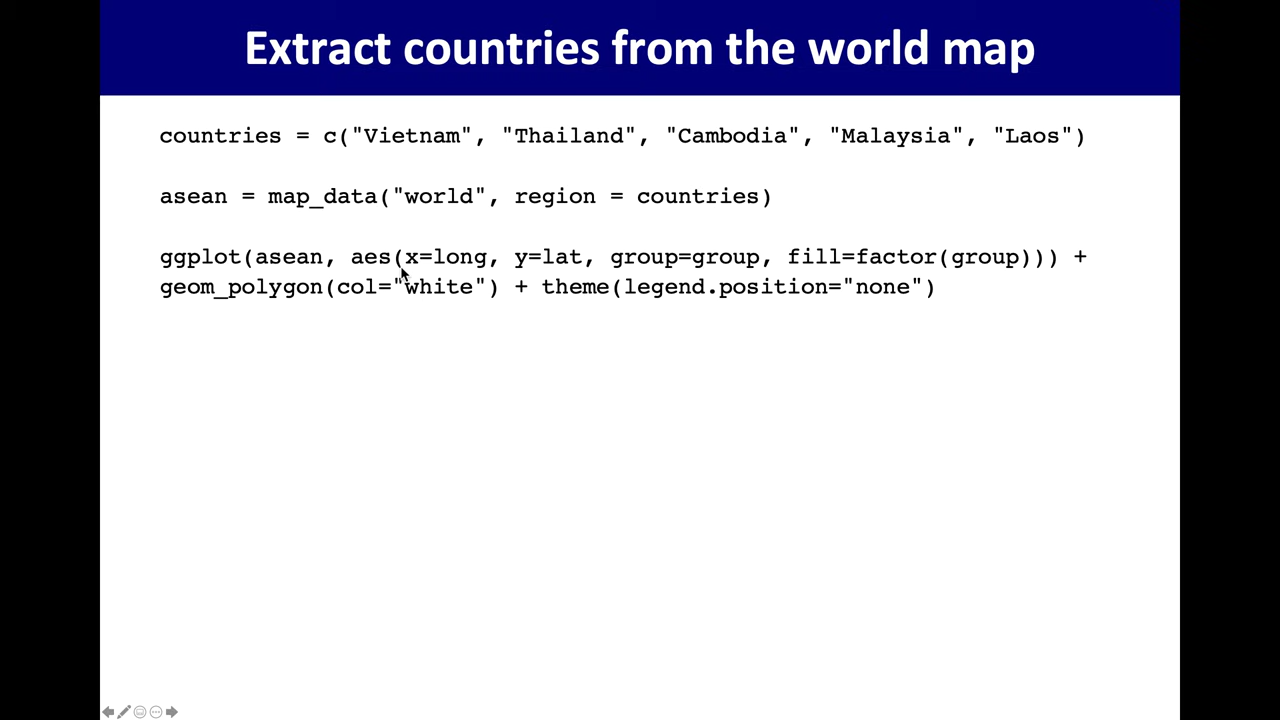 Extract countries from the world map
countries = c("Vietnam", "Thailand", "Cambodia", "Malaysia", "Laos")
asean = map_data("world", region = countries)
ggplot(asean, aes(x=long, y=lat, group=group, fill=factor(group))) +
geom_polygon(col="white") + theme(legend.position="none")